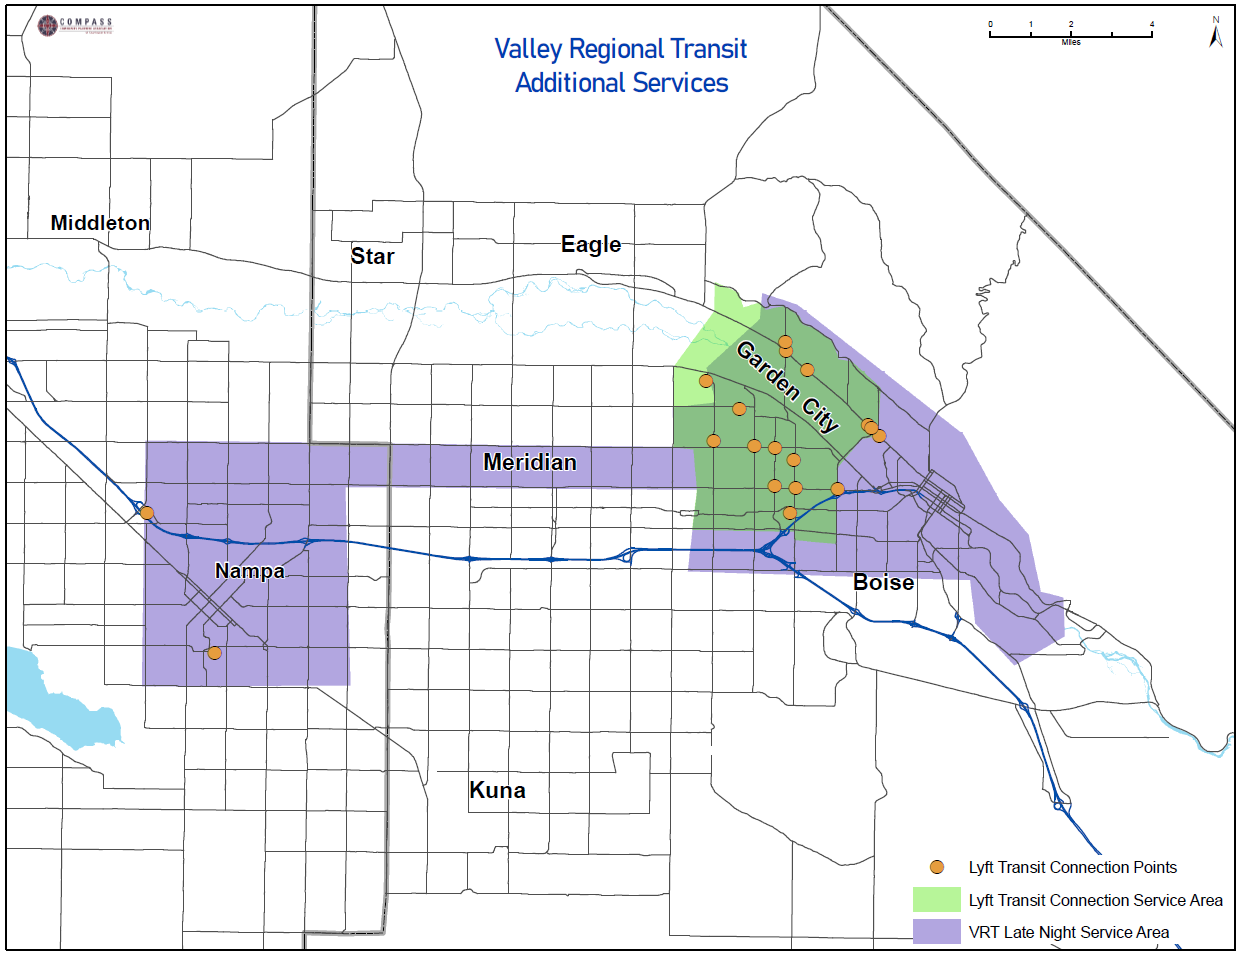 COMPASS
Valley Regional Transit
Additional Services
0 1 2 4
Miles
N
Middleton
Star
Eagle
Garden City
Meridian
Nampa
Boise
Kuna
Lyft Transit Connection Points
Lyft Transit Connection Service Area
VRT Late Night Service Area